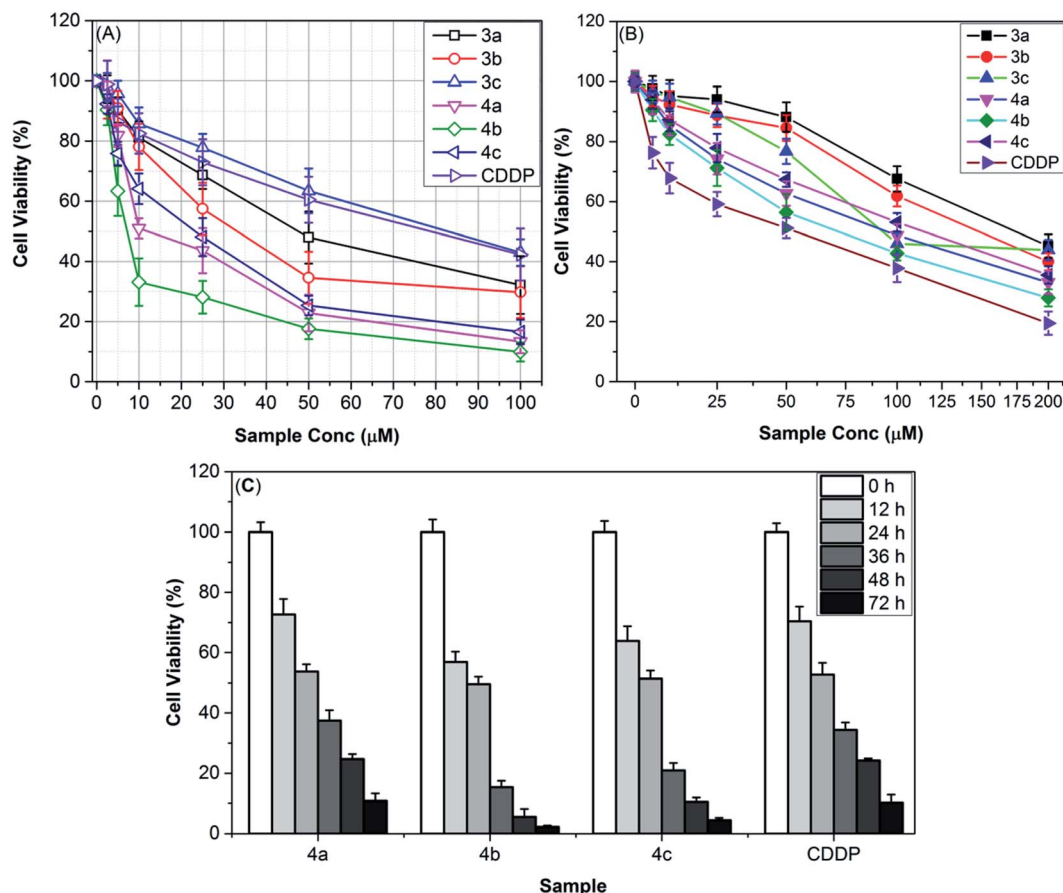 (A)
120
100
80
60
40
20
0
Cell Viability (%)
3a
3b
3c
4a
4b
4c
CDDP
0 10 20 30 40 50 60 70 80 90 100
Sample Conc (μM)
(B)
120
100
80
60
40
20
0
Cell Viability (%)
3a
3b
3c
4a
4b
4c
CDDP
0 25 50 75 100 125 150 175 200
Sample Conc (μM)
(C)
120
100
80
60
40
20
0
Cell Viability (%)
0 h
12 h
24 h
36 h
48 h
72 h
4a 4b 4c CDDP
Sample